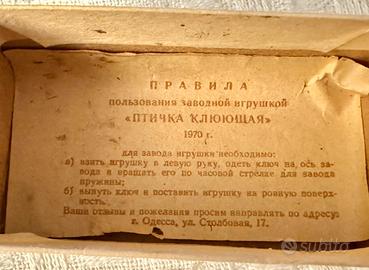 ПРАВИЛА
пользования заводной игрушкой
«ПТИЧКА КЛЮЮЩАЯ»
1970 г.
для завода игрушки необходимо:
а) взять игрушку в левую руку, одеть ключ на ось за-
вода и вращать его по часовой стрелке для завода
пружины;
б) вынуть ключ и поставить игрушку на ровную поверх-
ность.
Ваши отзывы и пожелания просим направлять по адресу:
г. Одесса, ул. Столбовая, 17.
subito